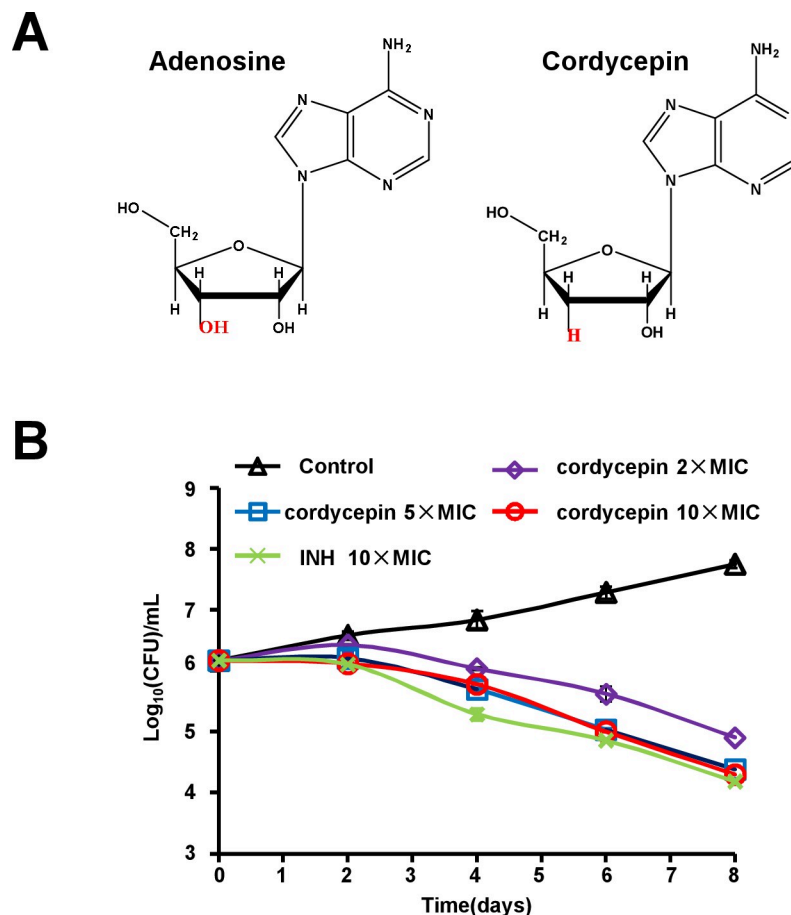 A
Adenosine
Cordycepin
NH₂
NH₂
N
N
N
N
N
N
N
HO
CH₂
O
H
H
H
H
OH
OH
HO
CH₂
O
H
H
H
H
H
OH
B
Control
cordycepin 2×MIC
cordycepin 5×MIC
cordycepin 10×MIC
INH 10×MIC
9
8
7
6
5
4
3
Log₁₀(CFU)/mL
0 1 2 3 4 5 6 7 8
Time(days)